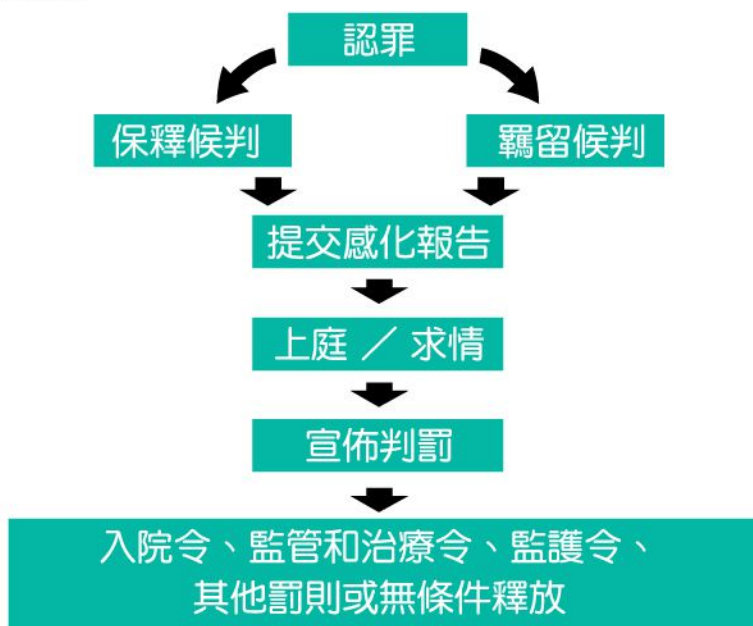 認罪
保釋候判
羈留候判
提交感化報告
上庭 ／ 求情
宣佈判罰
入院令、監管和治療令、監護令、
其他罰則或無條件釋放